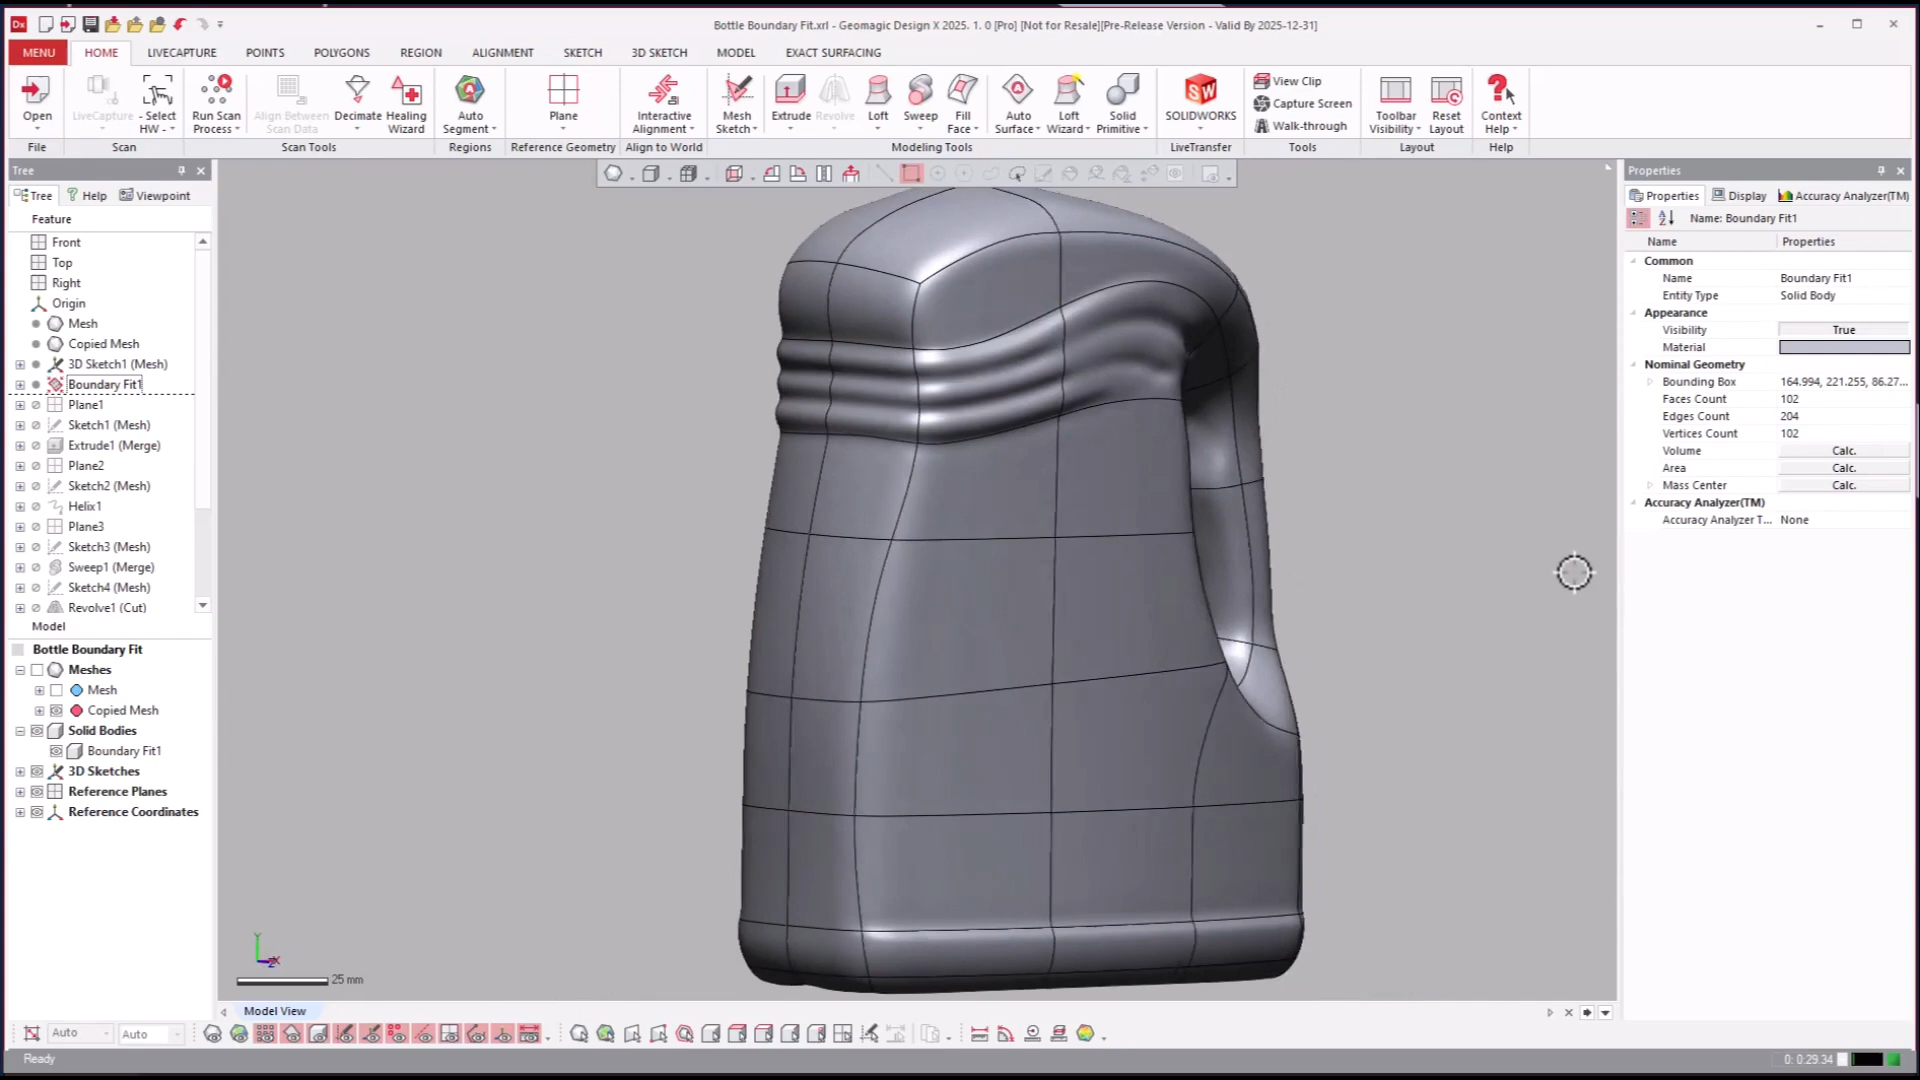 Dx
Bottle Boundary Fit.xrl - Geomagic Design X 2025. 1. 0 [Pro] [Not for Resale][Pre-Release Version - Valid By 2025-12-31]
MENU HOME LIVECAPTURE POINTS POLYGONS REGION ALIGNMENT SKETCH 3D SKETCH MODEL EXACT SURFACING
Open LiveCapture - Select HW - Run Scan Process Align Between Scan Data Decimate Healing Wizard Auto Segment Plane Interactive Alignment Mesh Sketch Extrude Revolve Loft Sweep Fill Face Auto Surface Loft Wizard Solid Primitive SW SOLIDWORKS View Clip Capture Screen Walk-through Toolbar Visibility Reset Layout Context Help
File Scan Scan Tools Regions Reference Geometry Align to World Modeling Tools LiveTransfer Tools Layout Help
Tree
Tree Help Viewpoint
Feature
Front
Top
Right
Origin
Mesh
Copied Mesh
3D Sketch1 (Mesh)
Boundary Fit1
Plane1
Sketch1 (Mesh)
Extrude1 (Merge)
Plane2
Sketch2 (Mesh)
Helix1
Plane3
Sketch3 (Mesh)
Sweep1 (Merge)
Sketch4 (Mesh)
Revolve1 (Cut)
Model
Bottle Boundary Fit
Meshes
Mesh
Copied Mesh
Solid Bodies
Boundary Fit1
3D Sketches
Reference Planes
Reference Coordinates
Y
25 mm
Model View
Properties
Properties Display Accuracy Analyzer(TM)
Name: Boundary Fit1
Name Properties
Common
Name Boundary Fit1
Entity Type Solid Body
Appearance
Visibility True
Material
Nominal Geometry
Bounding Box 164.994, 221.255, 86.27...
Faces Count 102
Edges Count 204
Vertices Count 102
Volume Calc.
Area Calc.
Mass Center Calc.
Accuracy Analyzer(TM)
Accuracy Analyzer T... None
Auto Auto
Ready
0: 0:29.34